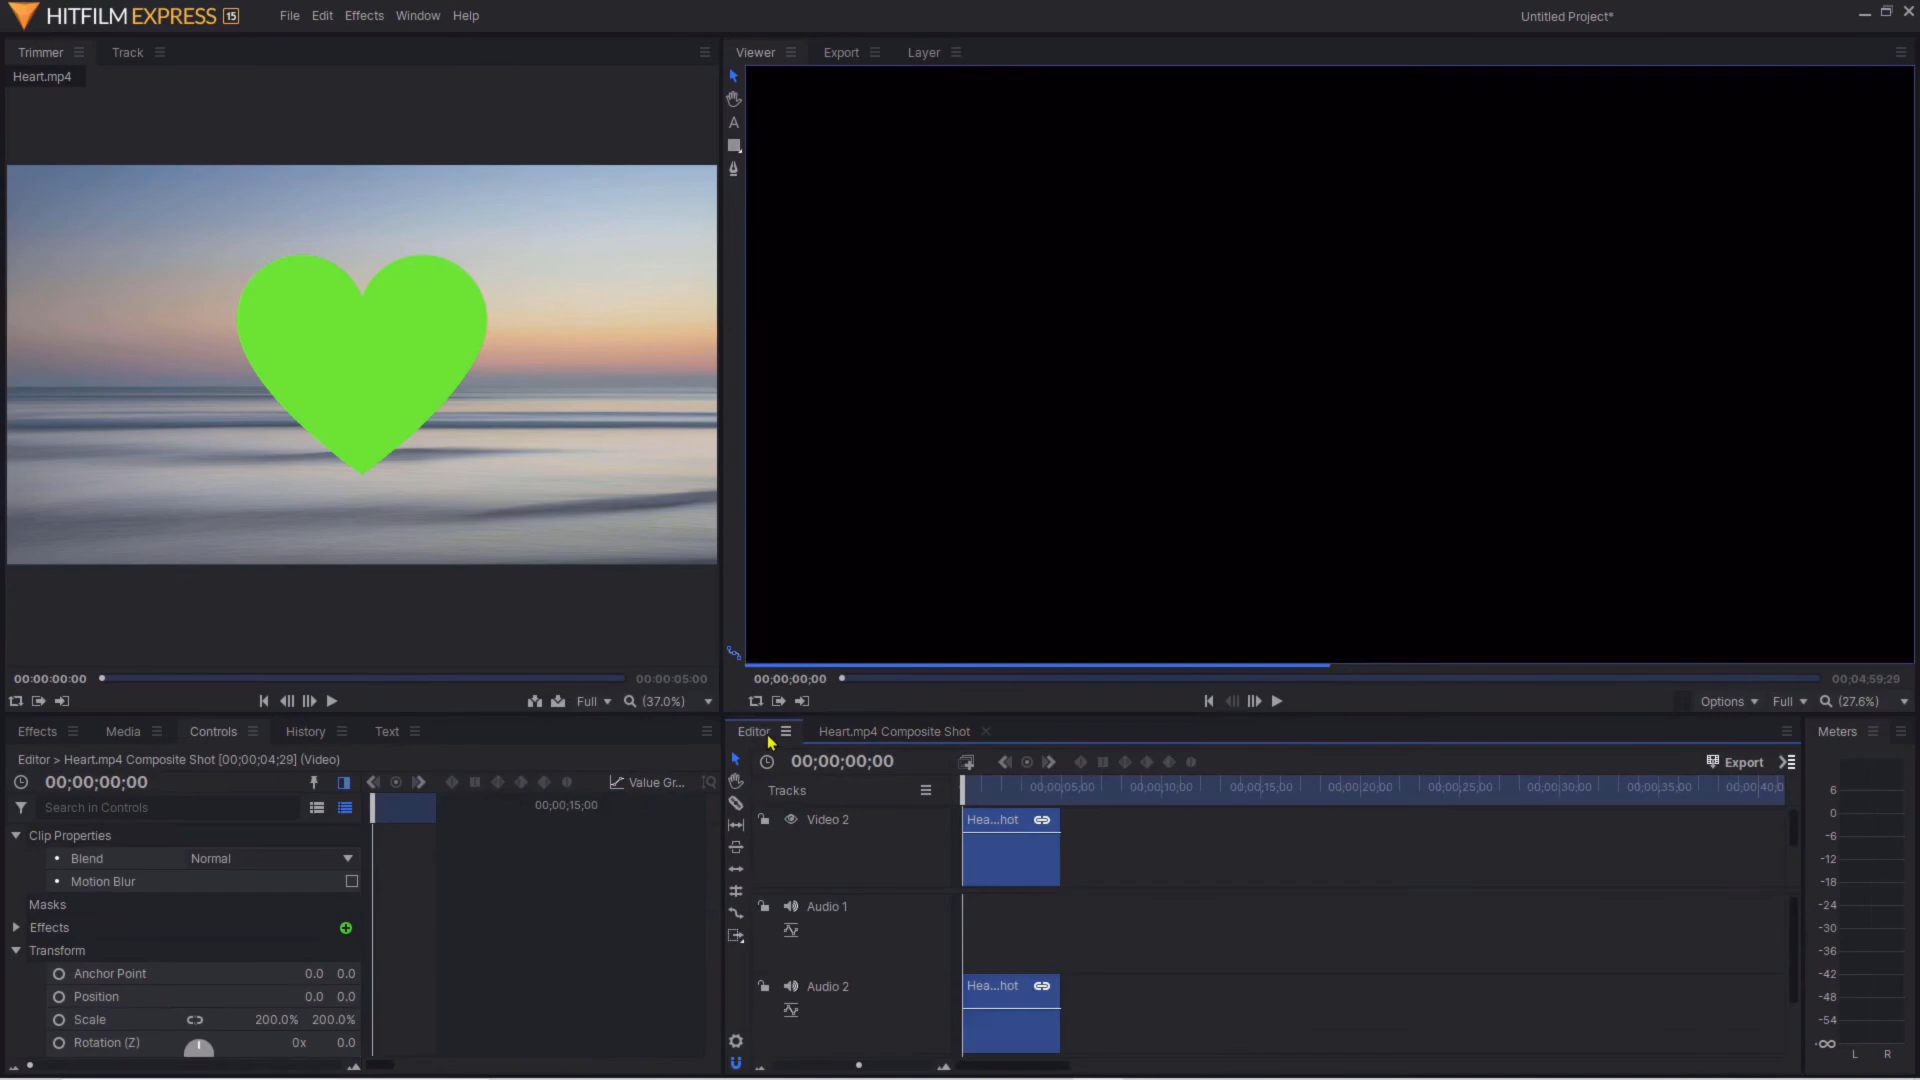 HITFILM EXPRESS 15
File Edit Effects Window Help
Untitled Project*
Trimmer Track
Viewer Export Layer
Heart.mp4
A
00:00:00:00 00:00:05:00
Full (37.0%)
00;00;00;00 00;04;59;29
Options Full (27.6%)
Effects Media Controls History Text
Editor Heart.mp4 Composite Shot
Meters
Editor > Heart.mp4 Composite Shot [00;00;04;29] (Video)
00;00;00;00
Value Gr...
00;00;00;00
Export
Search in Controls
00;00;15;00
Tracks
00;00;05;00 00;00;10;00 00;00;15;00 00;00;20;00 00;00;25;00 00;00;30;00 00;00;35;00 00;00;40;0
Clip Properties
Blend Normal
Motion Blur
Masks
Effects
Transform
Anchor Point 0.0 0.0
Position 0.0 0.0
Scale 200.0% 200.0%
Rotation (Z) 0x 0.0
Video 2
Hea...hot
Audio 1
Audio 2
Hea...hot
6
0
-6
-12
-18
-24
-30
-36
-42
-48
-54
-∞
L R